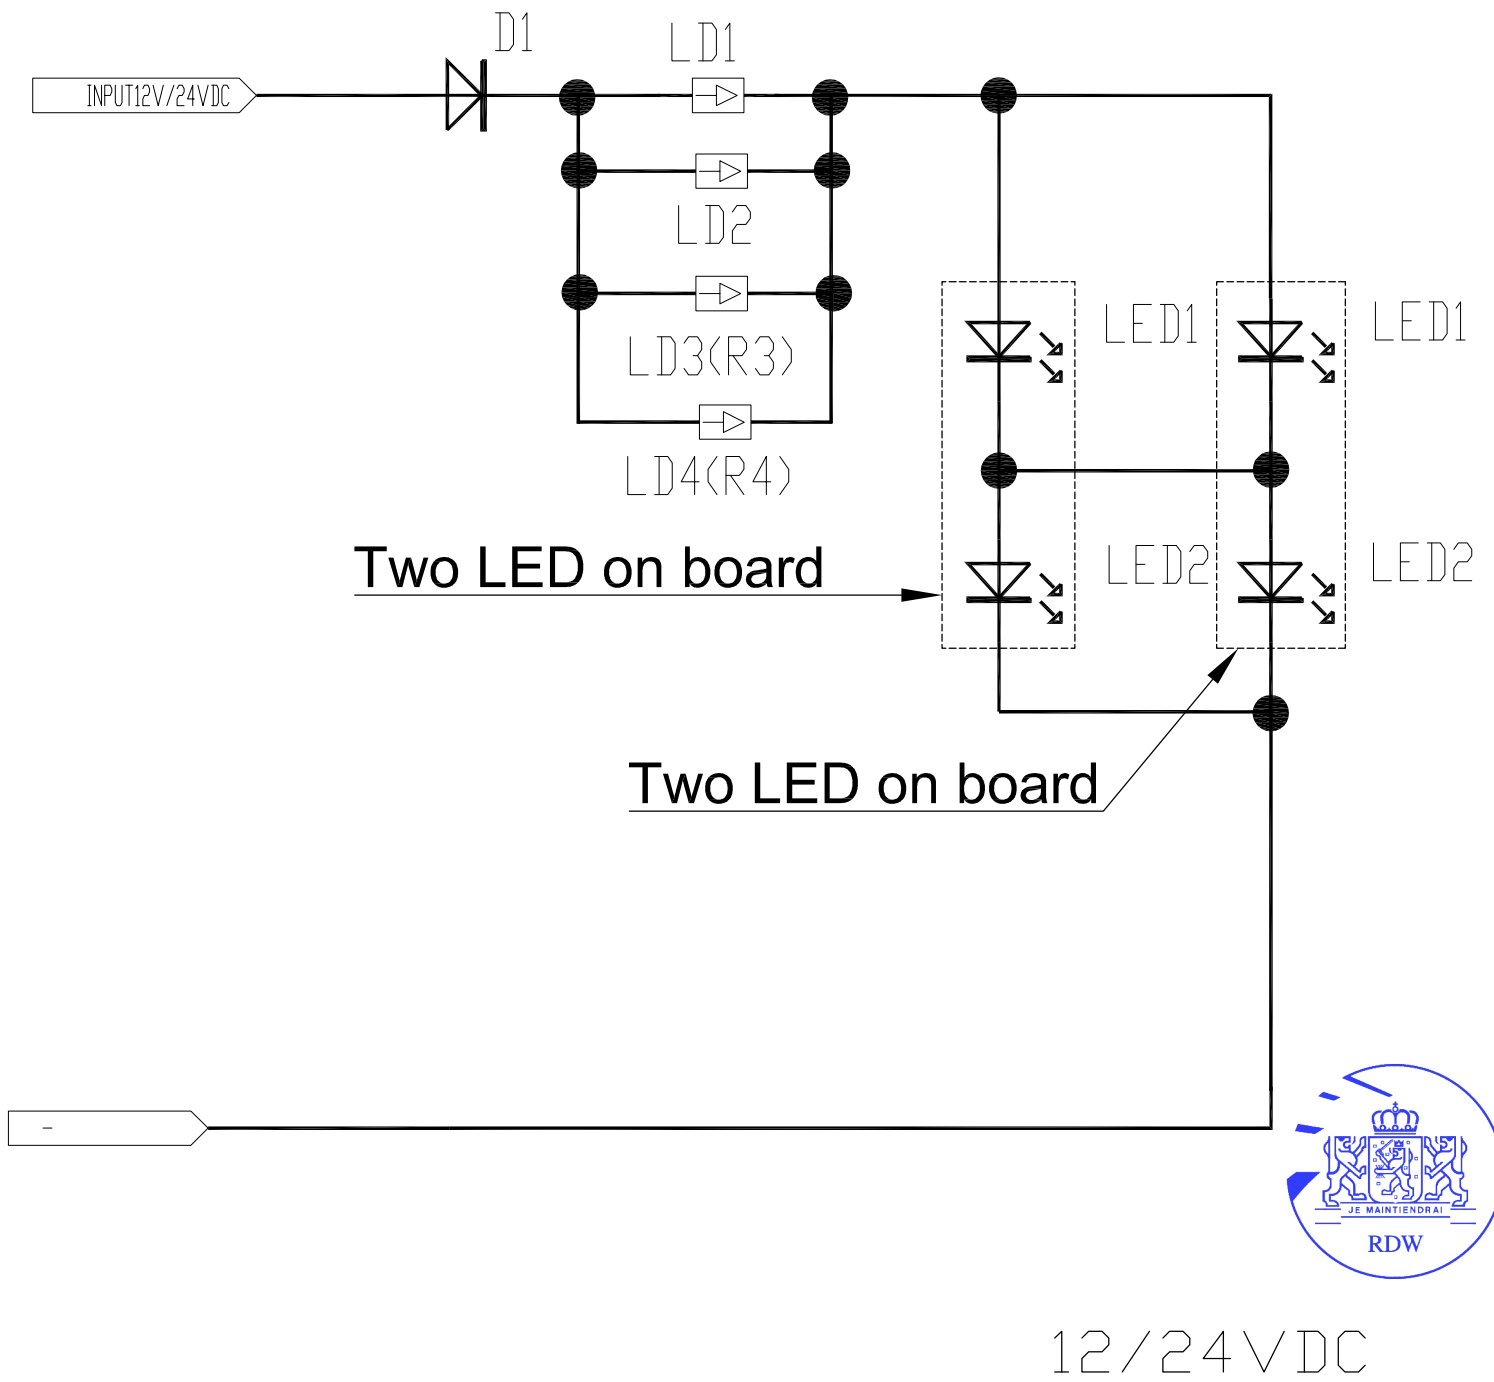 D1
LD1
INPUT12V/24VDC
LD2
LED1
LED1
LD3(R3)
LD4(R4)
Two LED on board
LED2
LED2
Two LED on board
-
JE MAINTIENDRAI
RDW
12/24VDC